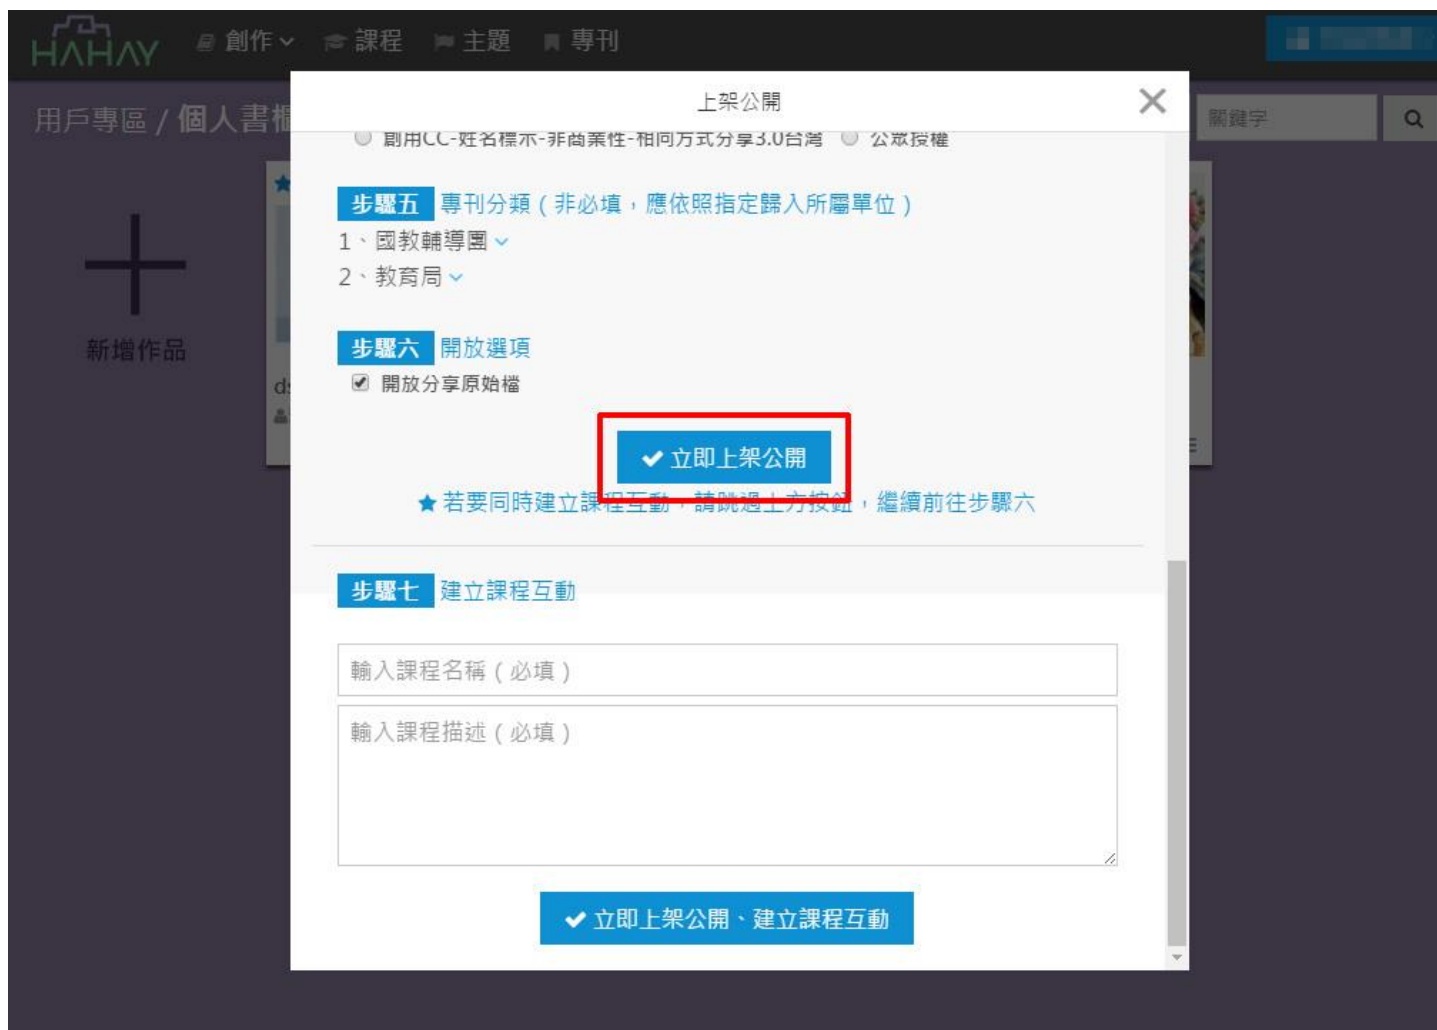 HAHAY 創作 課程 主題 專刊
用戶專區 / 個人書櫃
關鍵字
新增作品
上架公開
創用CC-姓名標示-非商業性-相同方式分享3.0台灣 公眾授權
步驟五 專刊分類(非必填,應依照指定歸入所屬單位)
1、國教輔導團
2、教育局
步驟六 開放選項
開放分享原始檔
立即上架公開
★若要同時建立課程互動,請跳過上方按鈕,繼續前往步驟六
步驟七 建立課程互動
輸入課程名稱(必填)
輸入課程描述(必填)
立即上架公開、建立課程互動